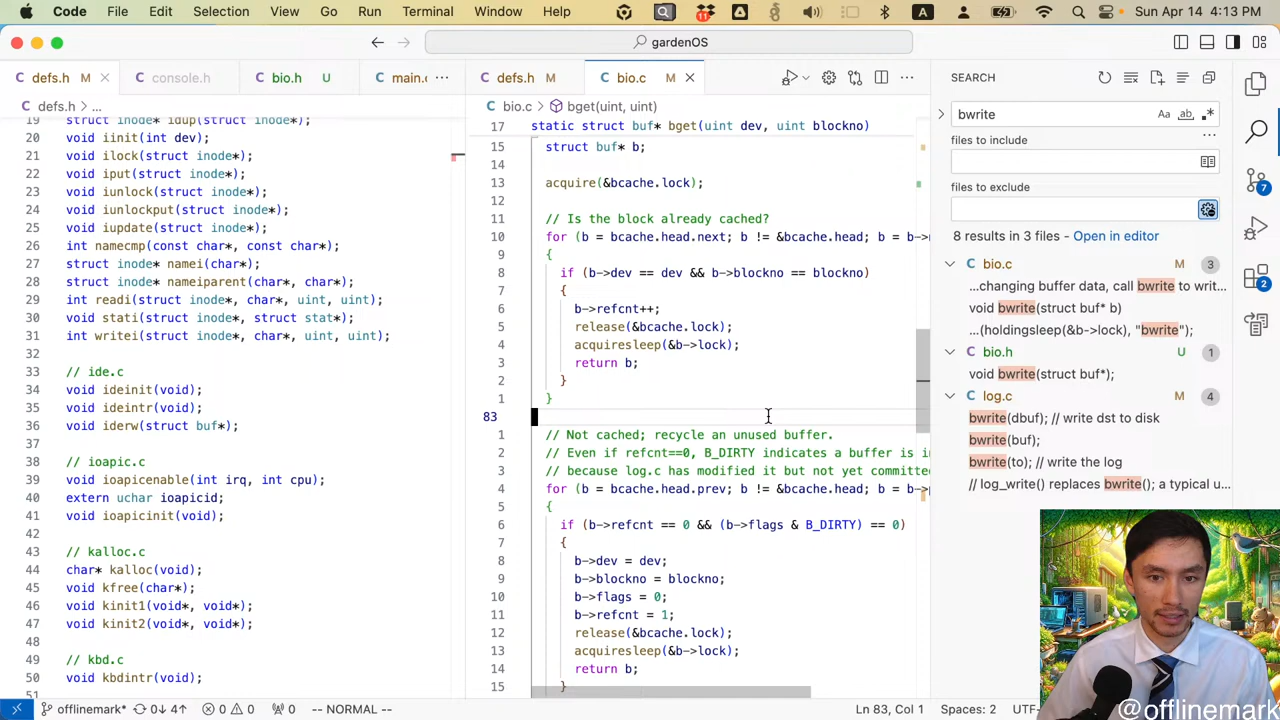 Code File Edit Selection View Go Run Terminal Window Help 11 A Sun Apr 14 4:13 PM
gardenOS
defs.h M console.h bio.h U main.c ··· defs.h M bio.c M ··· SEARCH
defs.h > ... bio.c > bget(uint, uint)
17 static struct buf* bget(uint dev, uint blockno)
19 struct inode* idup(struct inode*);
20 void iinit(int dev);
21 void ilock(struct inode*);
22 void iput(struct inode*);
23 void iunlock(struct inode*);
24 void iunlockput(struct inode*);
25 void iupdate(struct inode*);
26 int namecmp(const char*, const char*);
27 struct inode* namei(char*);
28 struct inode* nameiparent(char*, char*);
29 int readi(struct inode*, char*, uint, uint);
30 void stati(struct inode*, struct stat*);
31 int writei(struct inode*, char*, uint, uint);
32
33 // ide.c
34 void ideinit(void);
35 void ideintr(void);
36 void iderw(struct buf*);
37
38 // ioapic.c
39 void ioapicenable(int irq, int cpu);
40 extern uchar ioapicid;
41 void ioapicinit(void);
42
43 // kalloc.c
44 char* kalloc(void);
45 void kfree(char*);
46 void kinit1(void*, void*);
47 void kinit2(void*, void*);
48
49 // kbd.c
50 void kbdintr(void);
51
15 struct buf* b;
14
13 acquire(&bcache.lock);
12
11 // Is the block already cached?
10 for (b = bcache.head.next; b != &bcache.head; b = b->
9 {
8 if (b->dev == dev && b->blockno == blockno)
7 {
6 b->refcnt++;
5 release(&bcache.lock);
4 acquiresleep(&b->lock);
3 return b;
2 }
1 }
83
1 // Not cached; recycle an unused buffer.
2 // Even if refcnt==0, B_DIRTY indicates a buffer is i
3 // because log.c has modified it but not yet committed
4 for (b = bcache.head.prev; b != &bcache.head; b = b->
5 {
6 if (b->refcnt == 0 && (b->flags & B_DIRTY) == 0)
7 {
8 b->dev = dev;
9 b->blockno = blockno;
10 b->flags = 0;
11 b->refcnt = 1;
12 release(&bcache.lock);
13 acquiresleep(&b->lock);
14 return b;
15 }
bwrite Aa ab .*
files to include
files to exclude
8 results in 3 files - Open in editor
bio.c M 3
...changing buffer data, call bwrite to writ...
void bwrite(struct buf* b)
...(holdingsleep(&b->lock), "bwrite");
bio.h U 1
void bwrite(struct buf*);
log.c 4
bwrite(dbuf); // write dst to disk
bwrite(buf);
bwrite(to); // write the log
// log_write() replaces bwrite(); a typical u...
7
2
offlinemark 0↓ 4↑ 0 0 0 -- NORMAL -- Ln 83, Col 1 Spaces: 2 UTF-
@offlinemark